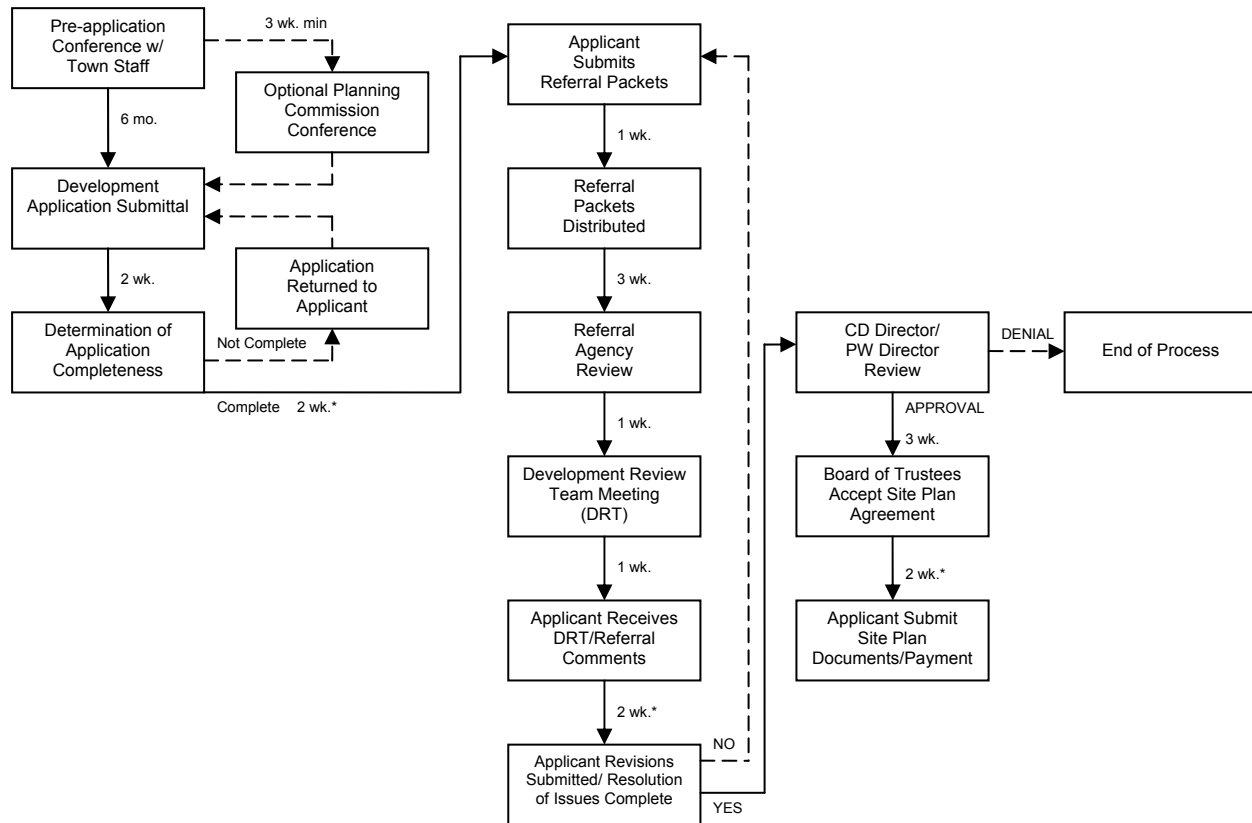 Pre-application
Conference w/
Town Staff
3 wk. min
Optional Planning
Commission
Conference
6 mo.
Development
Application Submittal
2 wk.
Application
Returned to
Applicant
Determination of
Application
Completeness
Not Complete
Complete 2 wk.*
Applicant
Submits
Referral Packets
1 wk.
Referral
Packets
Distributed
3 wk.
Referral
Agency
Review
1 wk.
Development Review
Team Meeting
(DRT)
1 wk.
Applicant Receives
DRT/Referral
Comments
2 wk.*
Applicant Revisions
Submitted/ Resolution
of Issues Complete
NO
YES
CD Director/
PW Director
Review
DENIAL
End of Process
APPROVAL
3 wk.
Board of Trustees
Accept Site Plan
Agreement
2 wk.*
Applicant Submit
Site Plan
Documents/Payment